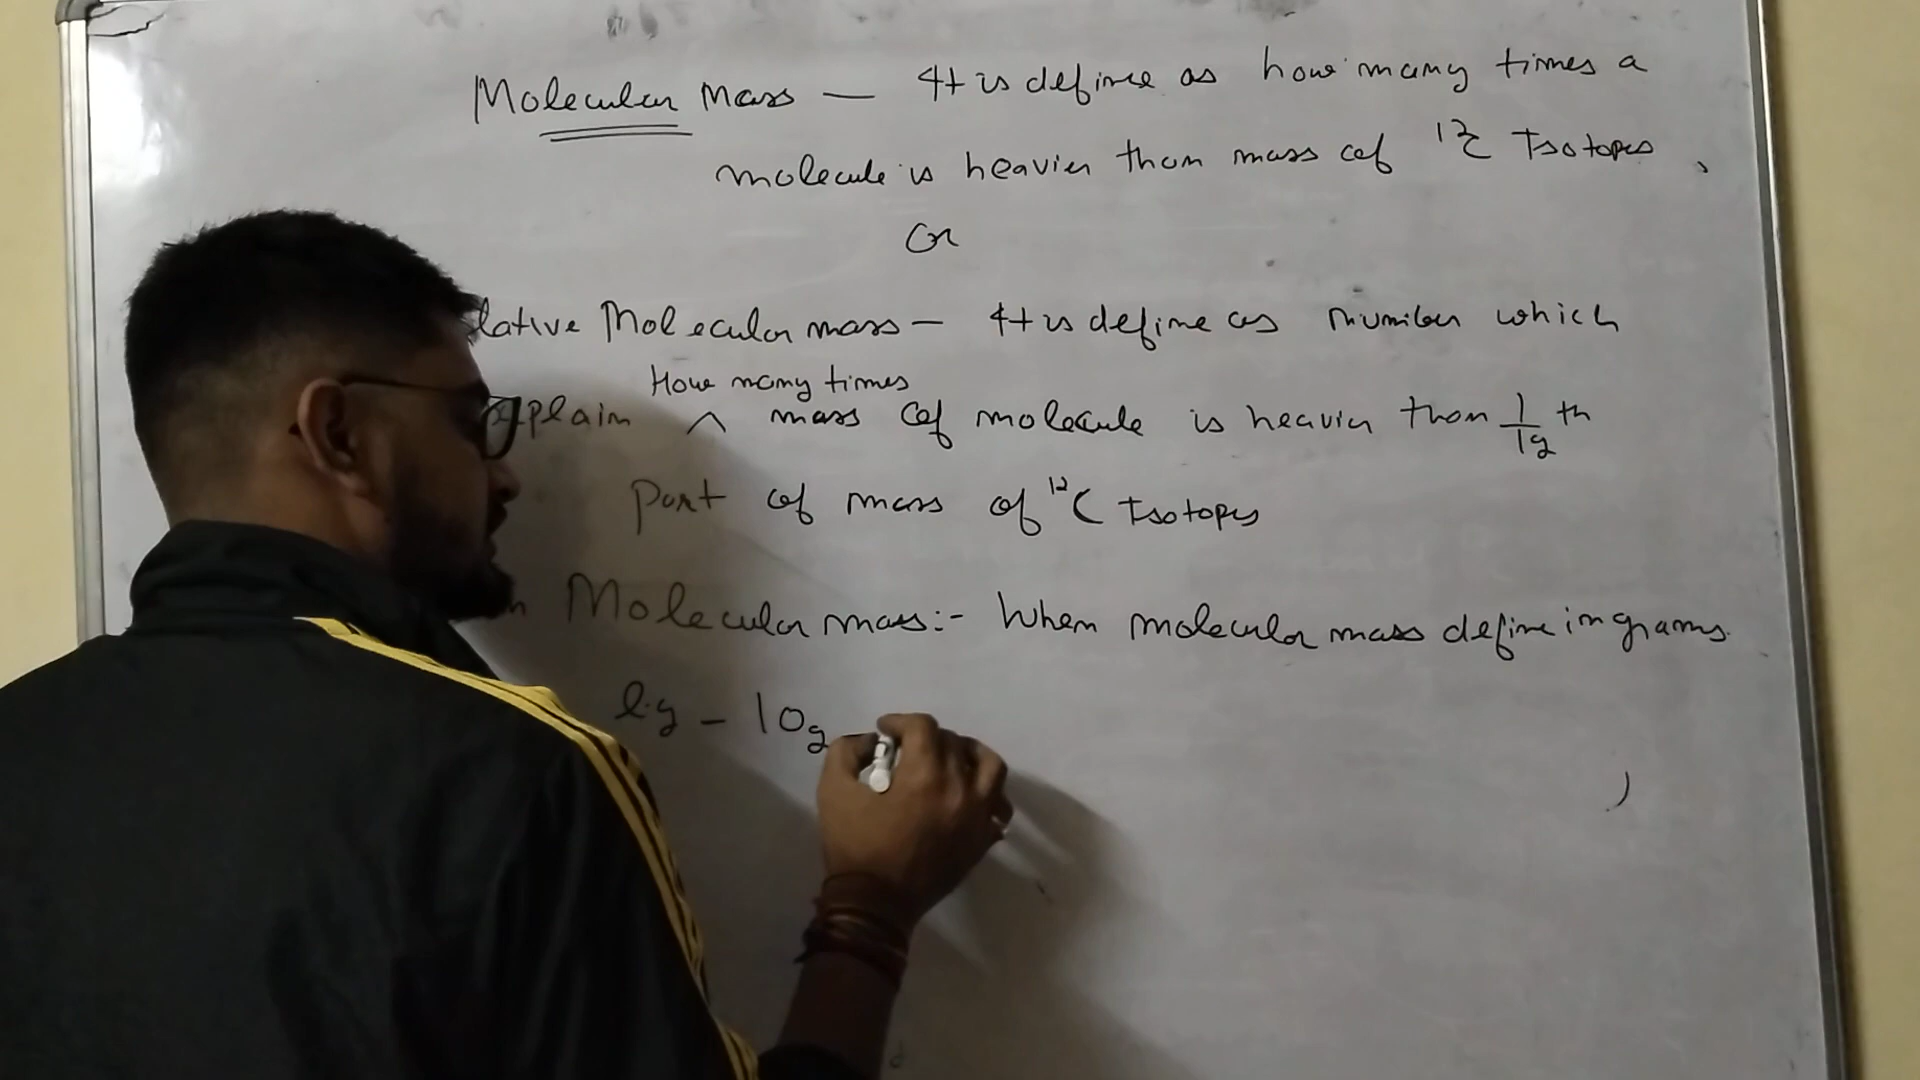 Molecular Mass — It is define as how many times a
molecule is heavier than mass of 12C Isotopes,
Or
lative Molecular mass — It is define as number which
How many times
xplain ^ mass of molecule is heavier than 1/12 th
Part of mass of 12C Isotopes
m Molecular mass:- When molecular mass define in grams.
e.g - 10g